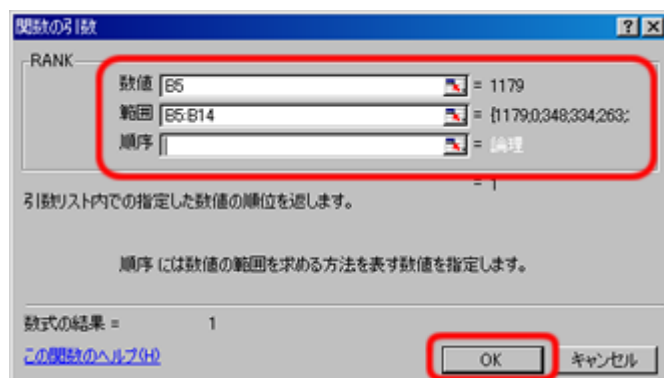 関数の引数
RANK
数値 B5 = 1179
範囲 B5:B14 = {1179;0;348;334;263;
順序 = 論理
= 1
引数リスト内での指定した数値の順位を返します。
順序 には数値の範囲を求める方法を表す数値を指定します。
数式の結果 = 1
この関数のヘルプ(H) OK キャンセル